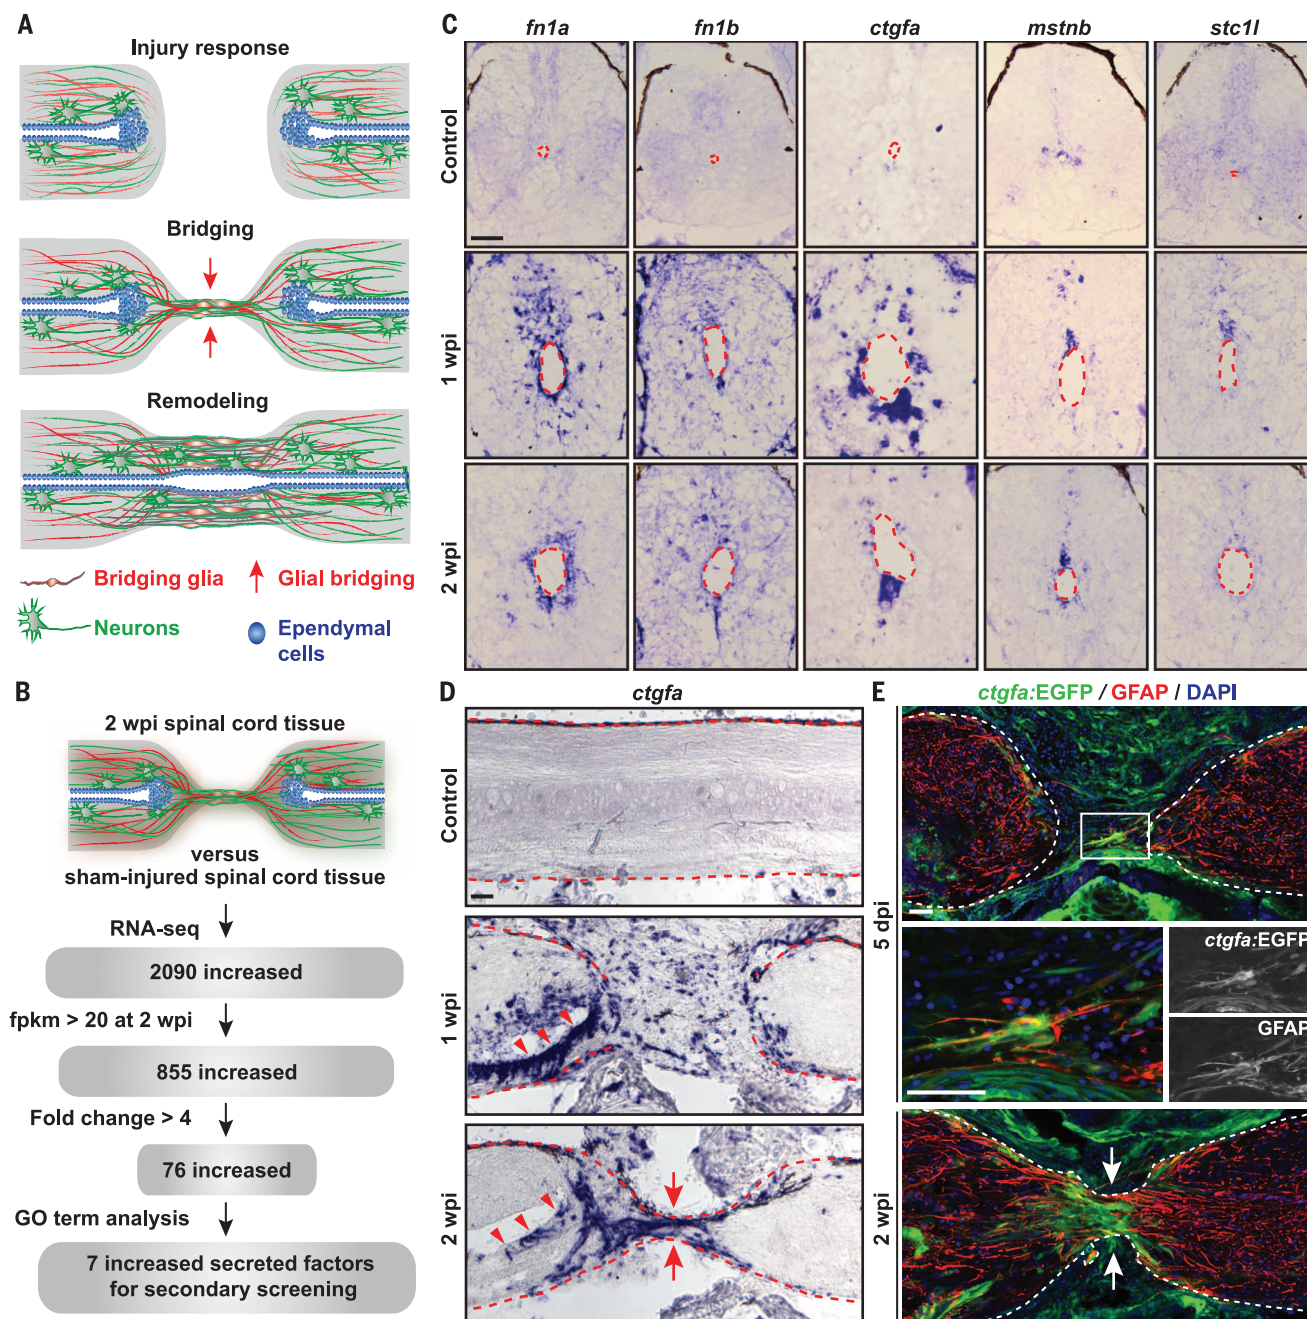 A
Injury response
Bridging
Remodeling
Bridging glia
Glial bridging
Neurons
Ependymal
cells
B
2 wpi spinal cord tissue
versus
sham-injured spinal cord tissue
RNA-seq
2090 increased
fpkm > 20 at 2 wpi
855 increased
Fold change > 4
76 increased
GO term analysis
7 increased secreted factors
for secondary screening
C
fn1a
fn1b
ctgfa
mstnb
stc1l
Control
1 wpi
2 wpi
D
ctgfa
Control
1 wpi
2 wpi
E
ctgfa:EGFP / GFAP / DAPI
5 dpi
ctgfa:EGFP
GFAP
2 wpi